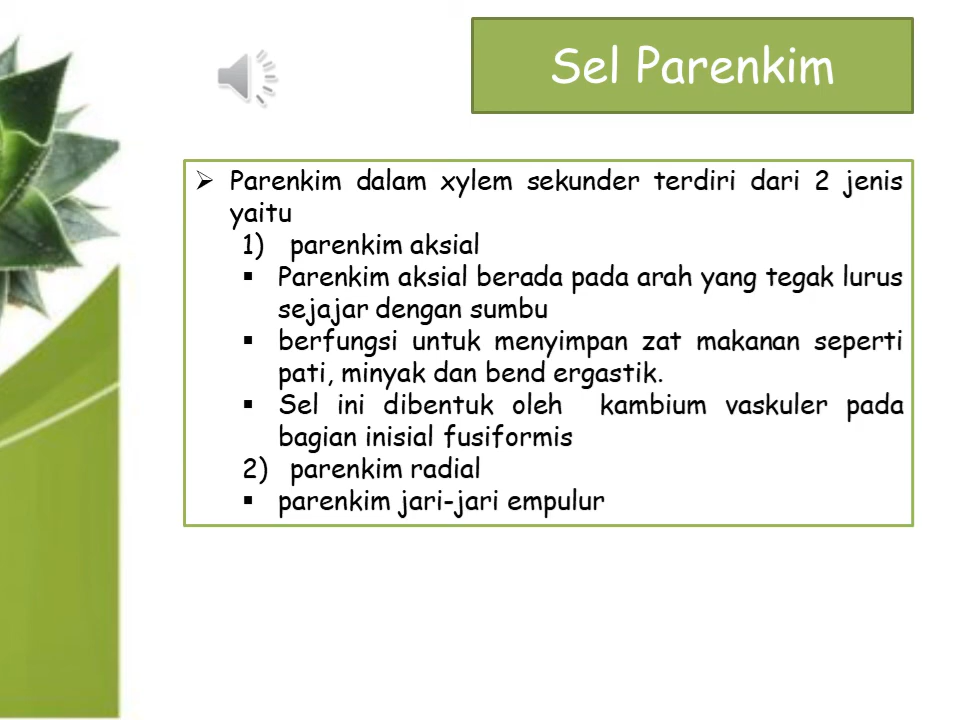 Sel Parenkim
➢ Parenkim dalam xylem sekunder terdiri dari 2 jenis
yaitu
1) parenkim aksial
▪ Parenkim aksial berada pada arah yang tegak lurus
sejajar dengan sumbu
▪ berfungsi untuk menyimpan zat makanan seperti
pati, minyak dan bend ergastik.
▪ Sel ini dibentuk oleh kambium vaskuler pada
bagian inisial fusiformis
2) parenkim radial
▪ parenkim jari-jari empulur